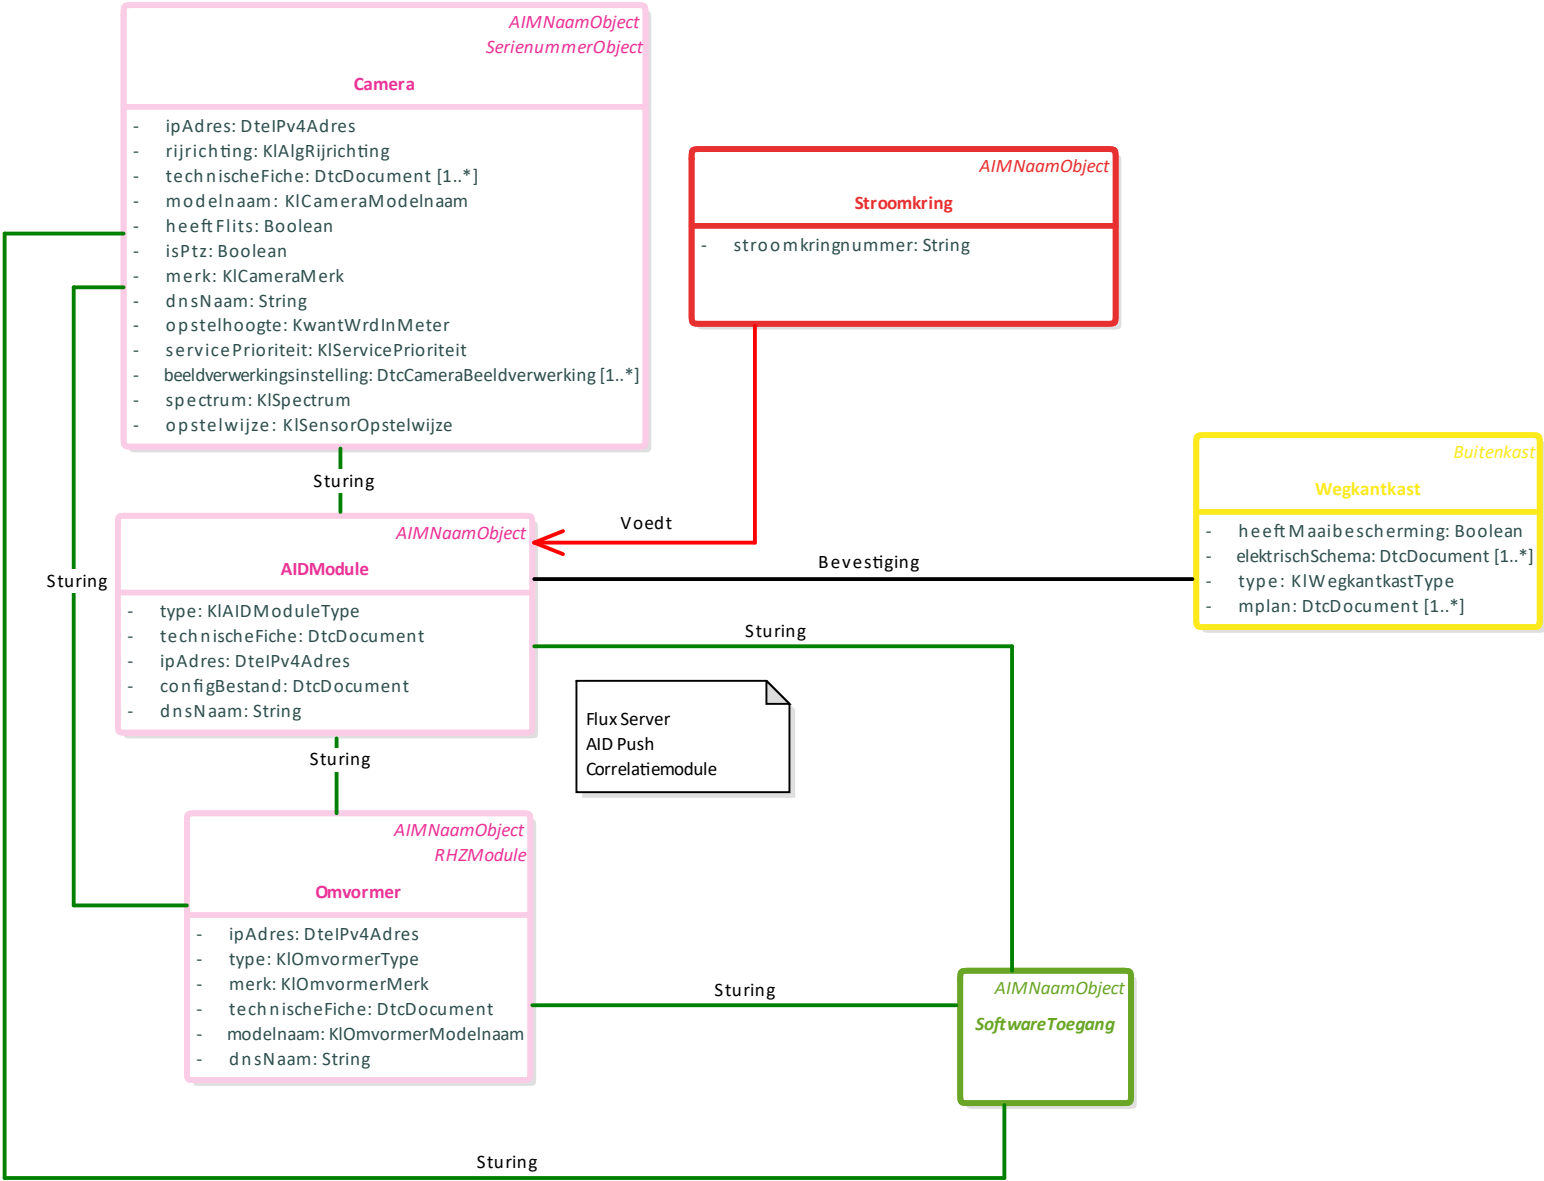 AIMNaamObject
SerienummerObject
Camera
- ipAdres: DteIPv4Adres
- rijrichting: KlAlgRijrichting
- technischeFiche: DtcDocument [1..*]
- modelnaam: KlCameraModelnaam
- heeftFlits: Boolean
- isPtz: Boolean
- merk: KlCameraMerk
- dnsNaam: String
- opstelhoogte: KwantWrdInMeter
- servicePrioriteit: KlServicePrioriteit
- beeldverwerkingsinstelling: DtcCameraBeeldverwerking [1..*]
- spectrum: KlSpectrum
- opstelwijze: KlSensorOpstelwijze
AIMNaamObject
Stroomkring
- stroomkringnummer: String
Buitenkast
Wegkantkast
- heeftMaaibescherming: Boolean
- elektrischSchema: DtcDocument [1..*]
- type: KlWegkantkastType
- mplan: DtcDocument [1..*]
Sturing
Voedt
Bevestiging
Sturing
Sturing
AIMNaamObject
AIDModule
- type: KlAIDModuleType
- technischeFiche: DtcDocument
- ipAdres: DteIPv4Adres
- configBestand: DtcDocument
- dnsNaam: String
Flux Server
AID Push
Correlatiemodule
Sturing
AIMNaamObject
RHZModule
Omvormer
- ipAdres: DteIPv4Adres
- type: KlOmvormerType
- merk: KlOmvormerMerk
- technischeFiche: DtcDocument
- modelnaam: KlOmvormerModelnaam
- dnsNaam: String
Sturing
AIMNaamObject
SoftwareToegang
Sturing